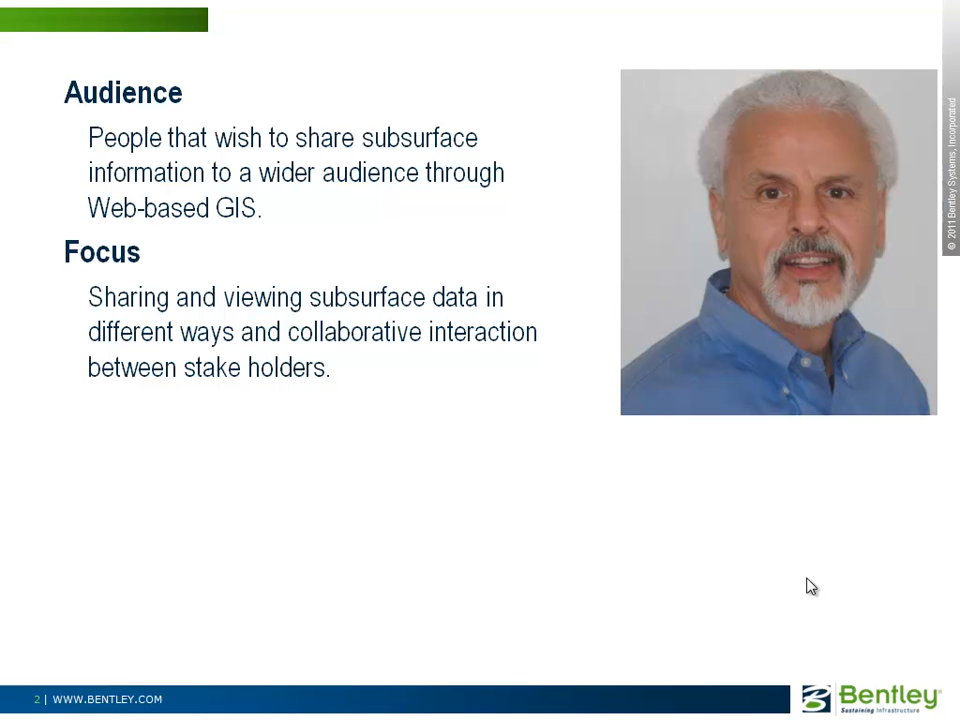 Audience
People that wish to share subsurface
information to a wider audience through
Web-based GIS.
Focus
Sharing and viewing subsurface data in
different ways and collaborative interaction
between stake holders.
© 2011 Bentley Systems, Incorporated
2 | WWW.BENTLEY.COM
Bentley®
Sustaining Infrastructure